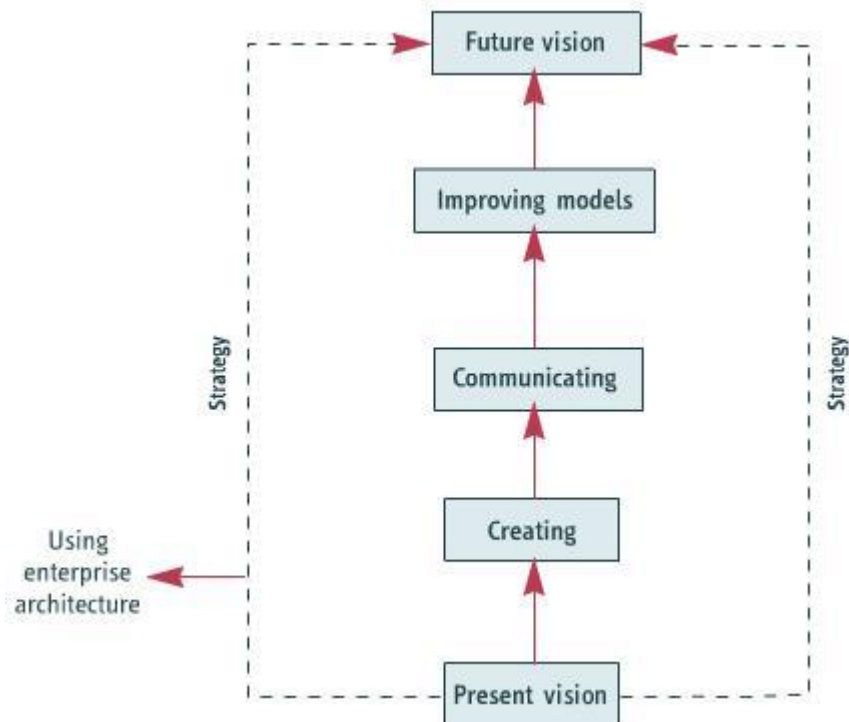 Future vision
Improving models
Strategy
Strategy
Communicating
Creating
Using
enterprise
architecture
Present vision